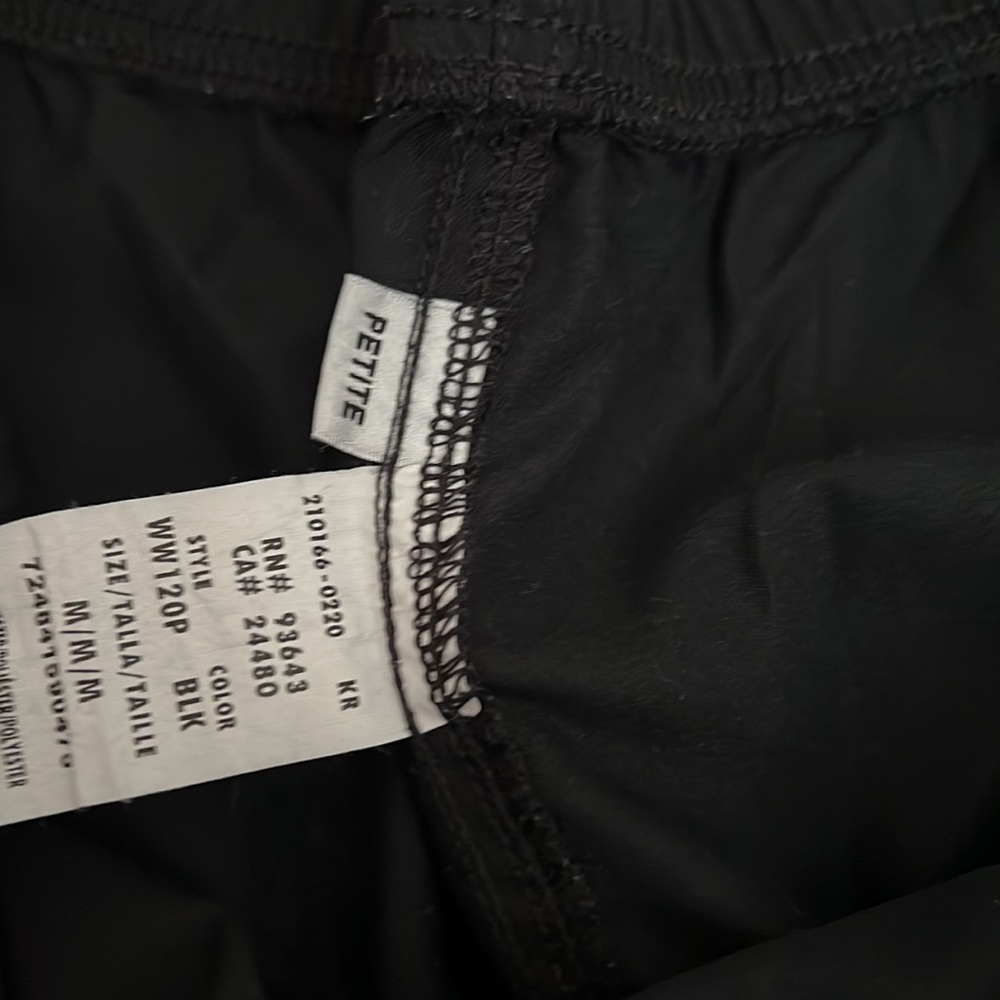 PETITE
210166-0220 KR
RN# 93643
CA# 24480
STYLE COLOR
WW120P BLK
SIZE/TALLA/TAILLE
M/M/M